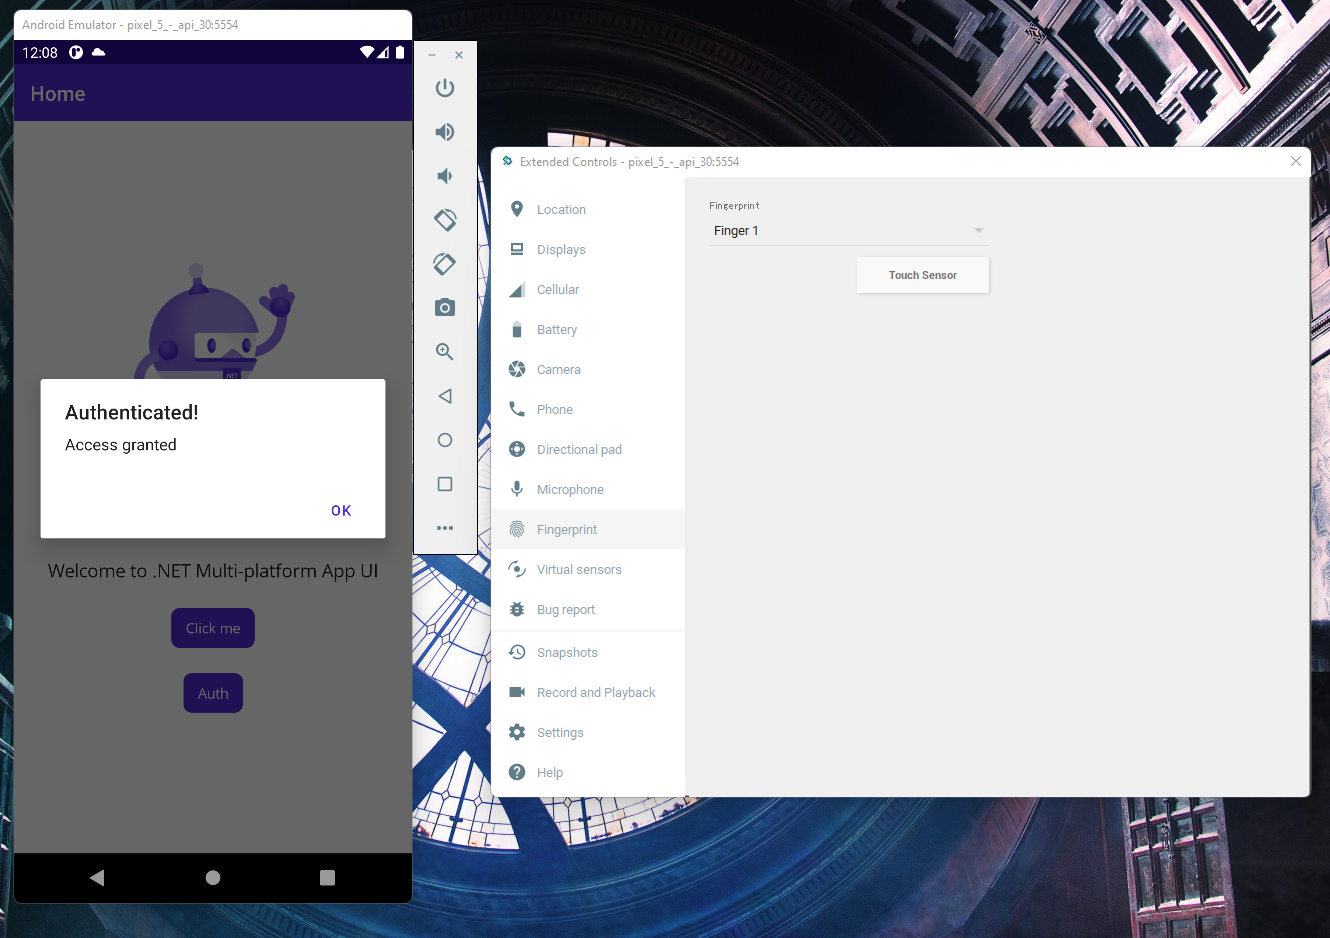 Android Emulator - pixel_5_-_api_30:5554
12:08
Home
.NET
Authenticated!
Access granted
OK
Welcome to .NET Multi-platform App UI
Click me
Auth
Extended Controls - pixel_5_-_api_30:5554
Location
Displays
Cellular
Battery
Camera
Phone
Directional pad
Microphone
Fingerprint
Virtual sensors
Bug report
Snapshots
Record and Playback
Settings
Help
Fingerprint
Finger 1
Touch Sensor